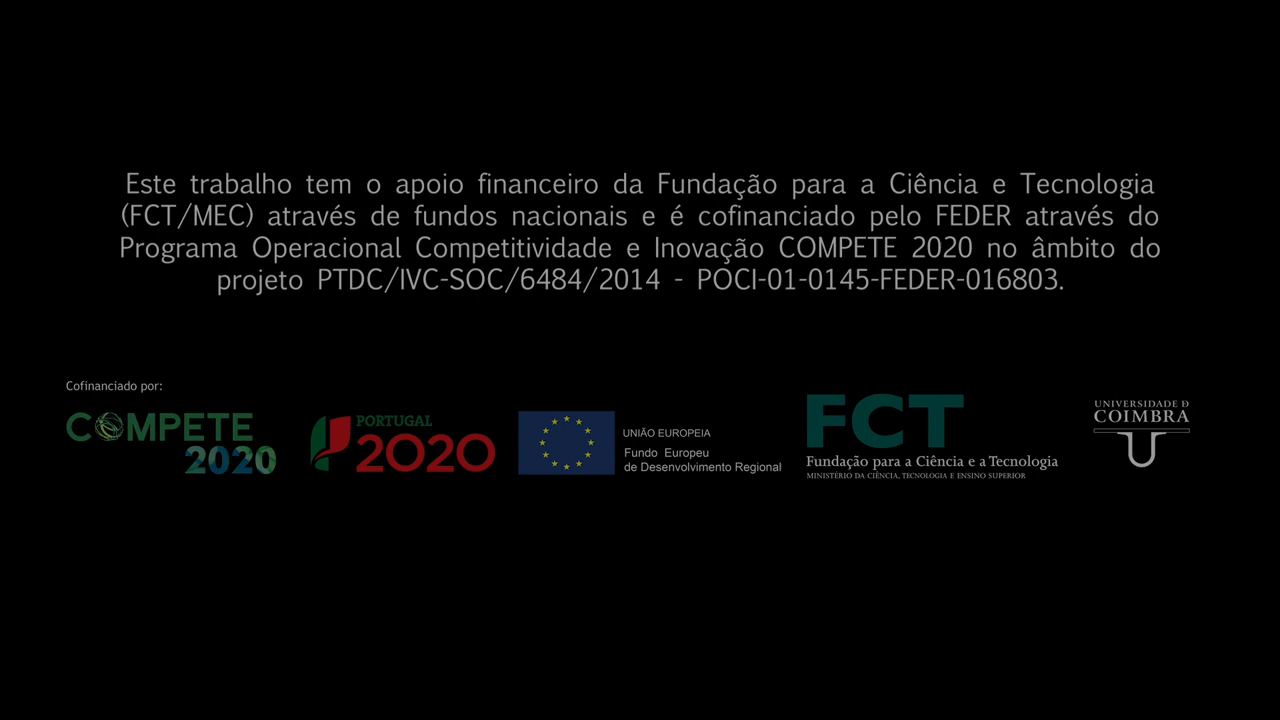 Este trabalho tem o apoio financeiro da Fundação para a Ciência e Tecnologia
(FCT/MEC) através de fundos nacionais e é cofinanciado pelo FEDER através do
Programa Operacional Competitividade e Inovação COMPETE 2020 no âmbito do
projeto PTDC/IVC-SOC/6484/2014 - POCI-01-0145-FEDER-016803.
Cofinanciado por:
COMPETE
2020
PORTUGAL
2020
UNIÃO EUROPEIA
Fundo Europeu
de Desenvolvimento Regional
FCT
Fundação para a Ciência e a Tecnologia
MINISTÉRIO DA CIÊNCIA, TECNOLOGIA E ENSINO SUPERIOR
UNIVERSIDADE Ð
COIMBRA